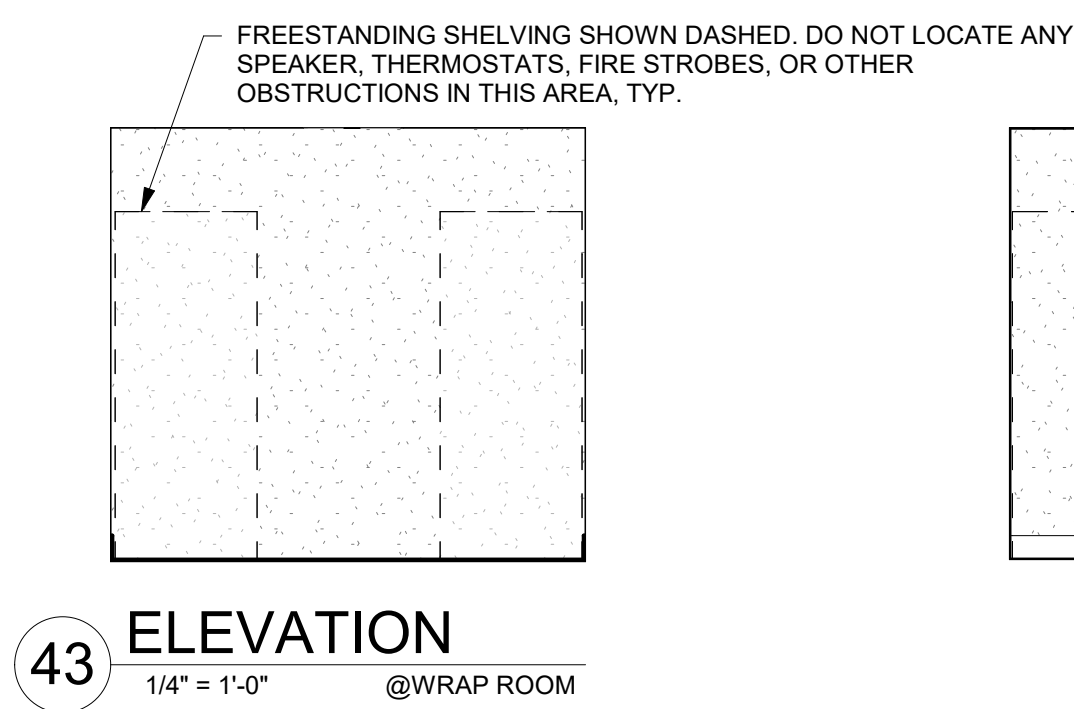 FREESTANDING SHELVING SHOWN DASHED. DO NOT LOCATE ANY
SPEAKER, THERMOSTATS, FIRE STROBES, OR OTHER
OBSTRUCTIONS IN THIS AREA, TYP.
43 ELEVATION
1/4" = 1'-0" @WRAP ROOM